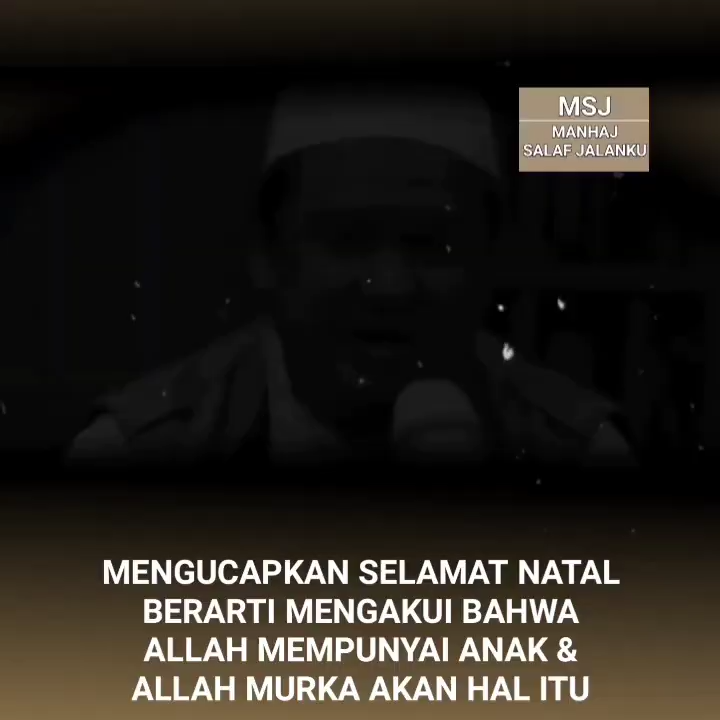 MSJ
MANHAJ
SALAF JALANKU
MENGUCAPKAN SELAMAT NATAL
BERARTI MENGAKUI BAHWA
ALLAH MEMPUNYAI ANAK &
ALLAH MURKA AKAN HAL ITU